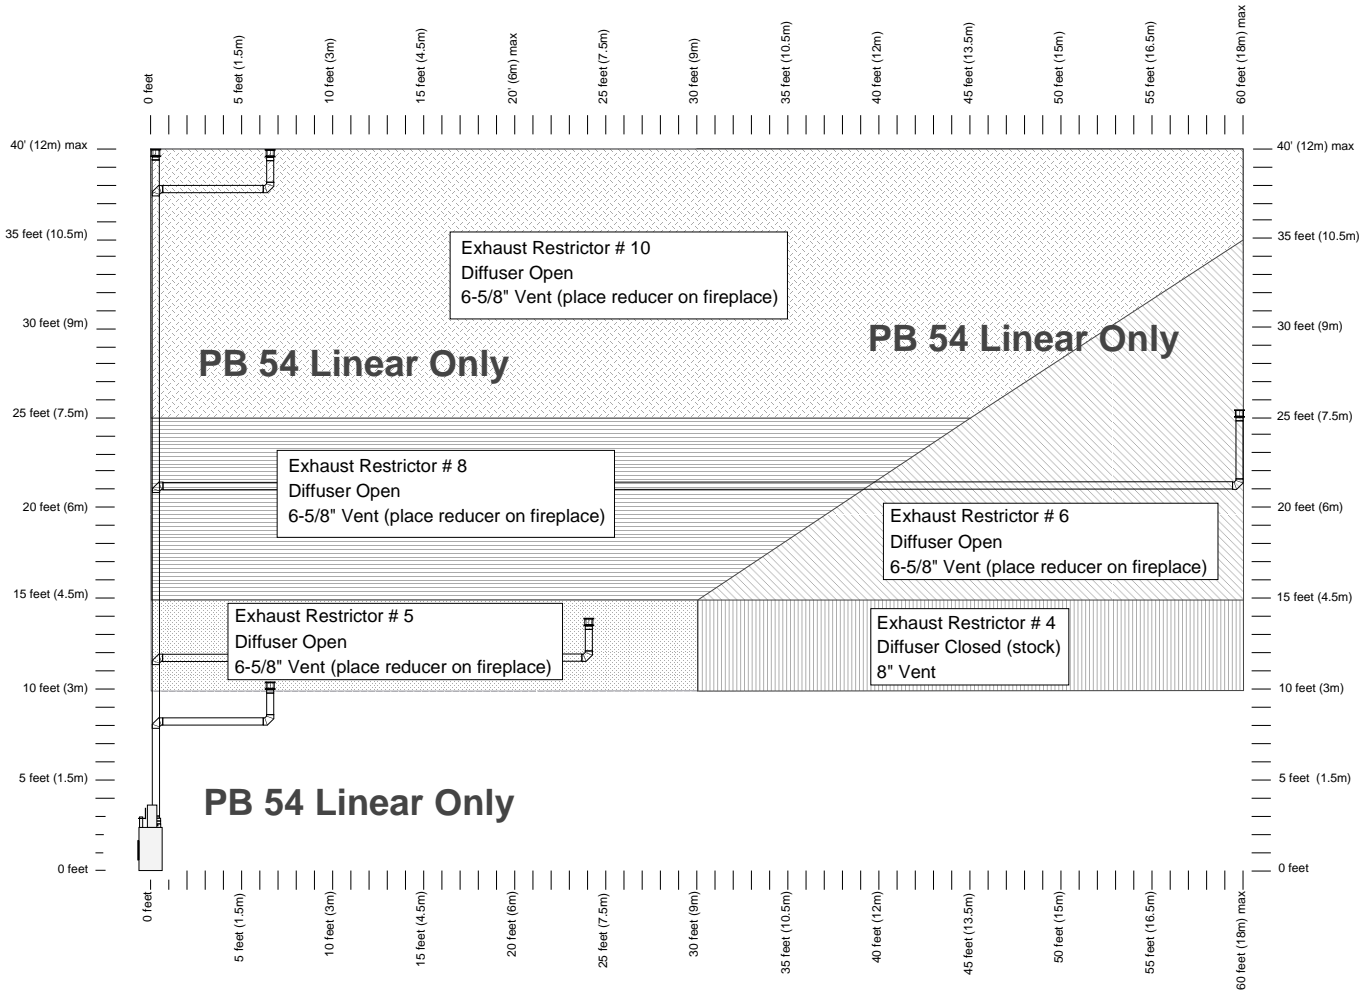 0 feet
5 feet (1.5m)
10 feet (3m)
15 feet (4.5m)
20' (6m) max
25 feet (7.5m)
30 feet (9m)
35 feet (10.5m)
40 feet (12m)
45 feet (13.5m)
50 feet (15m)
55 feet (16.5m)
60 feet (18m) max
40' (12m) max
40' (12m) max
35 feet (10.5m)
35 feet (10.5m)
Exhaust Restrictor # 10
Diffuser Open
6-5/8" Vent (place reducer on fireplace)
30 feet (9m)
30 feet (9m)
PB 54 Linear Only
PB 54 Linear Only
25 feet (7.5m)
25 feet (7.5m)
Exhaust Restrictor # 8
Diffuser Open
6-5/8" Vent (place reducer on fireplace)
20 feet (6m)
20 feet (6m)
Exhaust Restrictor # 6
Diffuser Open
6-5/8" Vent (place reducer on fireplace)
15 feet (4.5m)
15 feet (4.5m)
Exhaust Restrictor # 5
Diffuser Open
6-5/8" Vent (place reducer on fireplace)
Exhaust Restrictor # 4
Diffuser Closed (stock)
8" Vent
10 feet (3m)
10 feet (3m)
5 feet (1.5m)
5 feet (1.5m)
PB 54 Linear Only
0 feet
0 feet
0 feet
5 feet (1.5m)
10 feet (3m)
15 feet (4.5m)
20 feet (6m)
25 feet (7.5m)
30 feet (9m)
35 feet (10.5m)
40 feet (12m)
45 feet (13.5m)
50 feet (15m)
55 feet (16.5m)
60 feet (18m) max